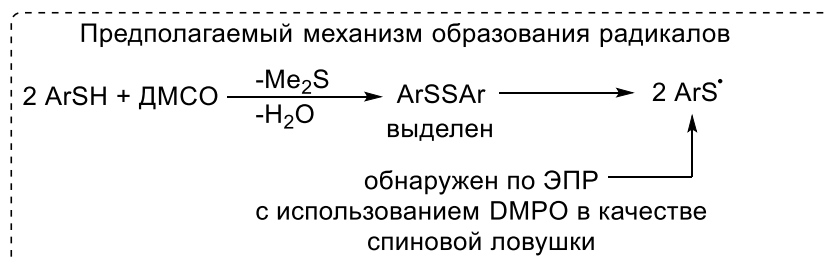 Предполагаемый механизм образования радикалов
2 ArSH + ДМСО -Me₂S -H₂O ArSSAr 2 ArS•
выделен
обнаружен по ЭПР
с использованием DMPO в качестве
спиновой ловушки